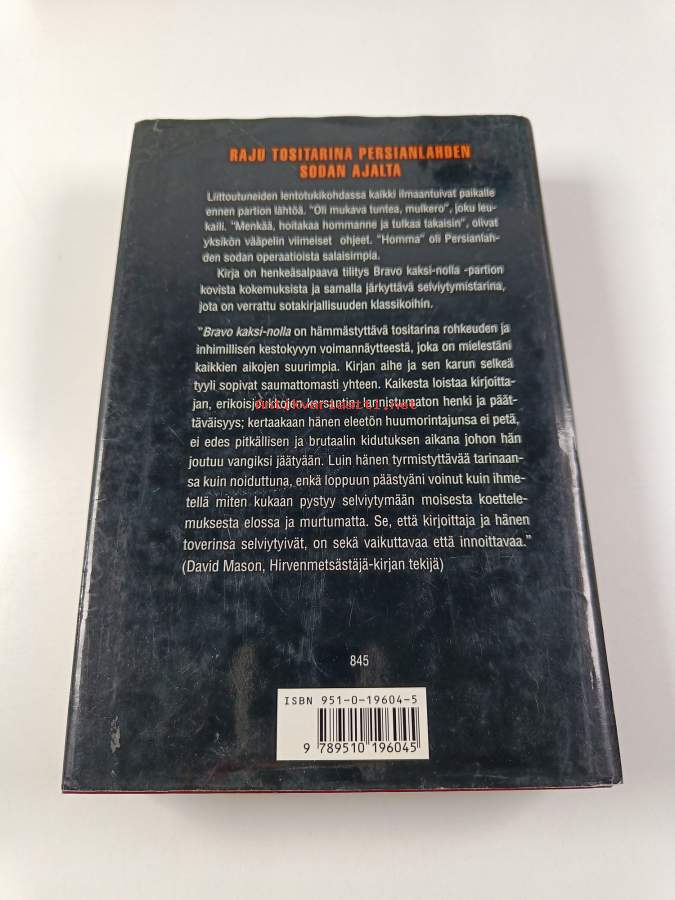 RAJU TOSITARINA PERSIANLAHDEN
SODAN AJALTA
Liittoutuneiden lentotukikohdassa kaikki ilmaantuivat paikalle
ennen partion lähtöä. "Oli mukava tuntea, mulkero", joku leu-
kaili. "Menkää, hoitakaa hommanne ja tulkaa takaisin", olivat
yksikön vääpelin viimeiset ohjeet. "Homma" oli Persianlah-
den sodan operaatioista salaisimpia.
Kirja on henkeäsalpaava tilitys Bravo kaksi-nolla -partion
kovista kokemuksista ja samalla järkyttävä selviytymistarina,
jota on verrattu sotakirjallisuuden klassikoihin.
"Bravo kaksi-nolla on hämmästyttävä tositarina rohkeuden ja
inhimillisen kestokyvyn voimannäytteestä, joka on mielestäni
kaikkien aikojen suurimpia. Kirjan aihe ja sen karun selkeä
tyyli sopivat saumattomasti yhteen. Kaikesta loistaa kirjoitta-
jan, erikoisjoukkojen kersantin, lannistumaton henki ja päät-
täväisyys; kertaakaan hänen eleetön huumorintajunsa ei petä,
ei edes pitkällisen ja brutaalin kidutuksen aikana johon hän
joutuu vangiksi jäätyään. Luin hänen tyrmistyttävää tarinaan-
sa kuin noiduttuna, enkä loppuun päästyäni voinut kuin ihme-
tellä miten kukaan pystyy selviytymään moisesta koettele-
muksesta elossa ja murtumatta. Se, että kirjoittaja ja hänen
toverinsa selviytyivät, on sekä vaikuttavaa että innoittavaa."
(David Mason, Hirvenmetsästäjä-kirjan tekijä)
845
ISBN 951-0-19604-5
9 789510 196045